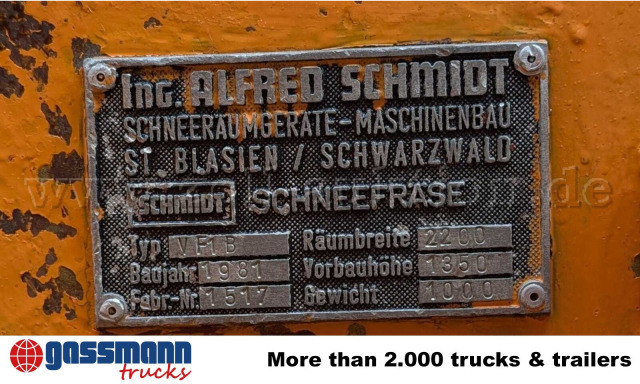 Ing. ALFRED SCHMIDT
SCHNEERÄUMGERÄTE-MASCHINENBAU
ST. BLASIEN / SCHWARZWALD
SCHMIDT SCHNEEFRÄSE
Typ VF1B Räumbreite 2200
Baujahr 1981 Vorbauhöhe 1350
Fabr.-Nr. 1517 Gewicht 1000
gassmann
trucks
More than 2.000 trucks & trailers